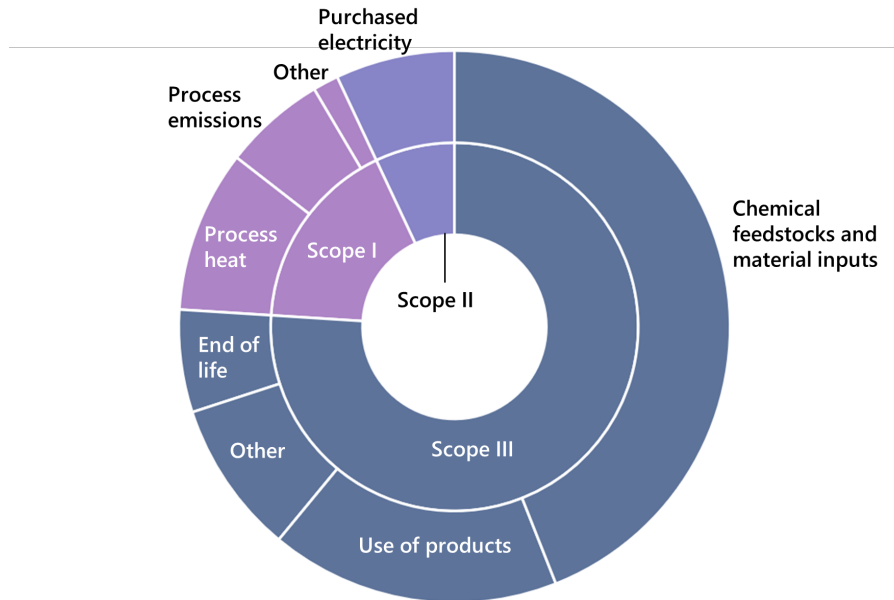 Purchased
electricity
Other
Process
emissions
Chemical
feedstocks and
material inputs
Process
heat
Scope I
Scope II
End of
life
Other
Scope III
Use of products